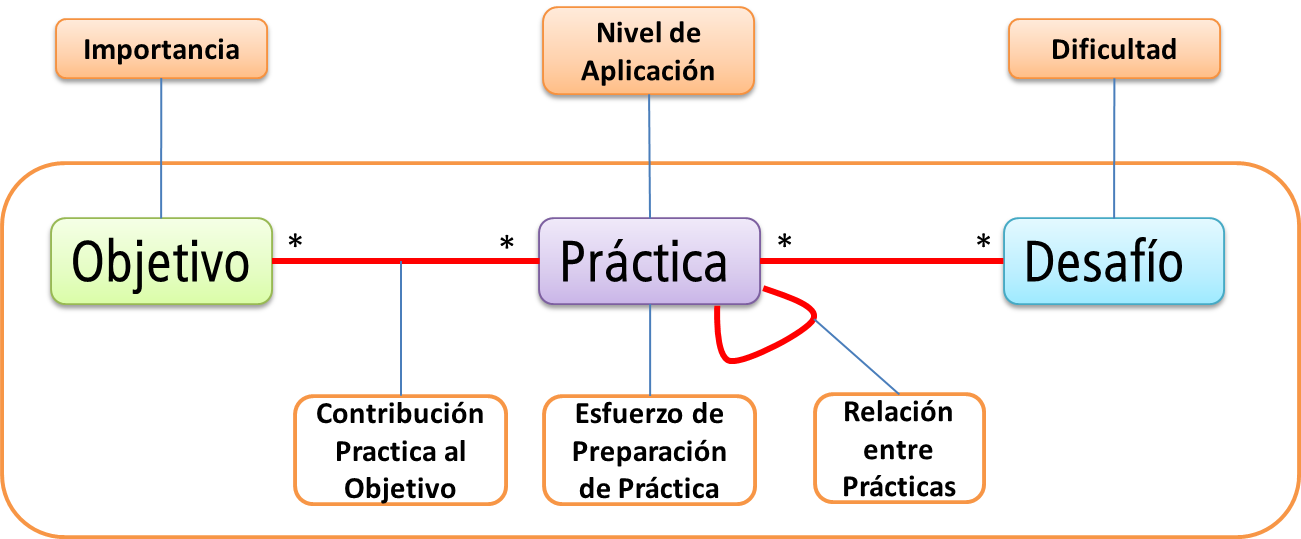 Importancia
Nivel de
Aplicación
Dificultad
Objetivo
*
*
Práctica
*
*
Desafío
Contribución
Practica al
Objetivo
Esfuerzo de
Preparación
de Práctica
Relación
entre
Prácticas